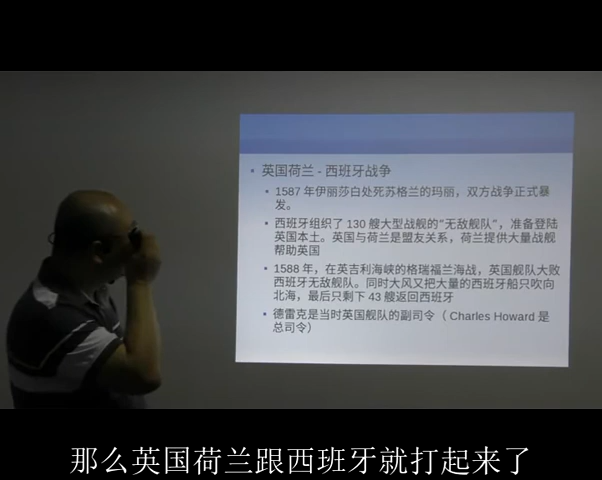 英国荷兰 - 西班牙战争
1587 年伊丽莎白处死苏格兰的玛丽，双方战争正式暴
发。
西班牙组织了 130 艘大型战舰的“无敌舰队”，准备登陆
英国本土。英国与荷兰是盟友关系，荷兰提供大量战舰
帮助英国
1588 年，在英吉利海峡的格瑞福兰海战，英国舰队大败
西班牙无敌舰队。同时大风又把大量的西班牙船只吹向
北海，最后只剩下 43 艘返回西班牙
德雷克是当时英国舰队的副司令（ Charles Howard 是
总司令）
那么英国荷兰跟西班牙就打起来了